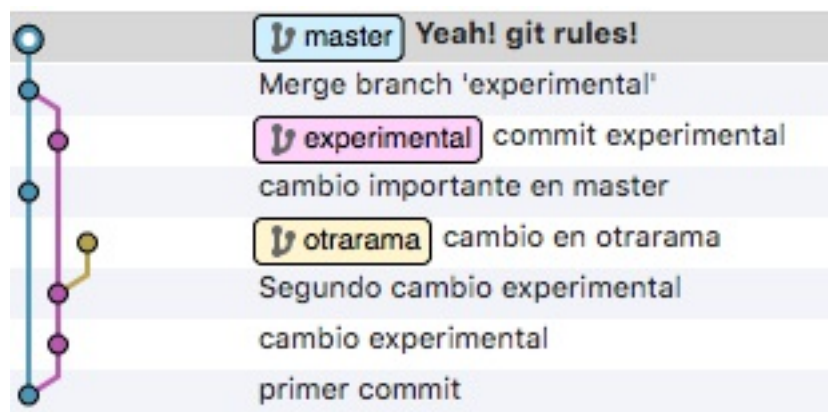 master Yeah! git rules!
Merge branch 'experimental'
experimental commit experimental
cambio importante en master
otrarama cambio en otrarama
Segundo cambio experimental
cambio experimental
primer commit